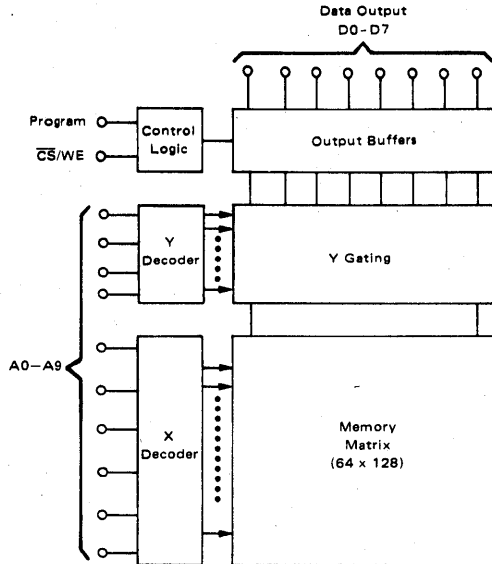 Data Output
D0-D7
Program
Control
Logic
Output Buffers
C̅S̅/WE
Y
Decoder
Y Gating
A0-A9
X
Decoder
Memory
Matrix
(64 x 128)